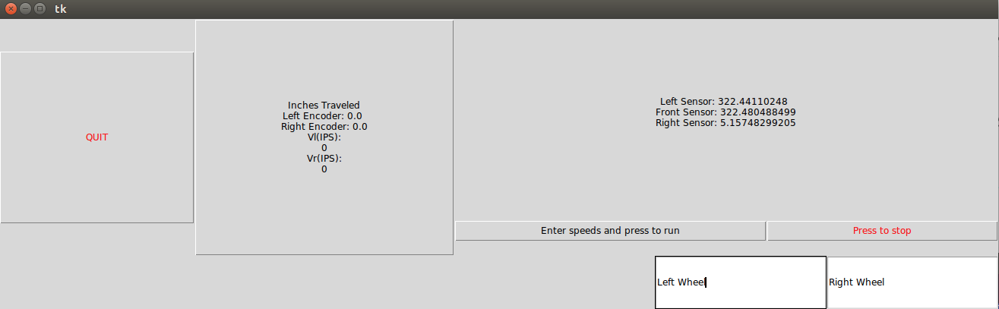 tk
QUIT
Inches Traveled
Left Encoder: 0.0
Right Encoder: 0.0
Vl(IPS):
0
Vr(IPS):
0
Left Sensor: 322.44110248
Front Sensor: 322.480488499
Right Sensor: 5.15748299205
Enter speeds and press to run
Press to stop
Left Wheel
Right Wheel